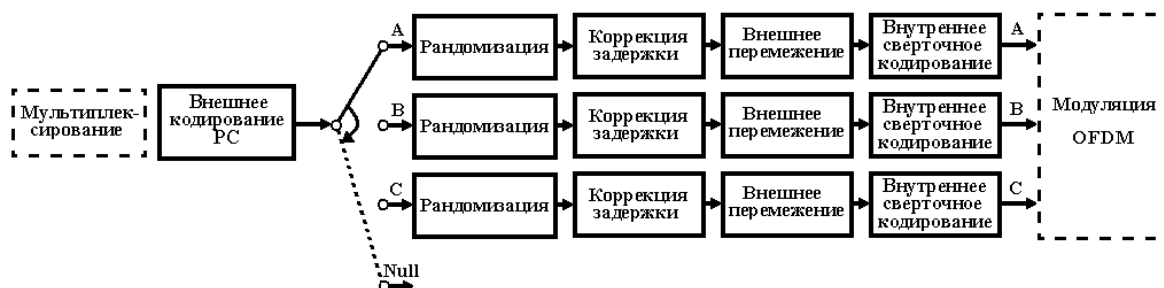 Мультиплек-
сирование
Внешнее
кодирование
РС
A
Рандомизация
Коррекция
задержки
Внешнее
перемежение
Внутреннее
сверточное
кодирование
A
B
Рандомизация
Коррекция
задержки
Внешнее
перемежение
Внутреннее
сверточное
кодирование
B
C
Рандомизация
Коррекция
задержки
Внешнее
перемежение
Внутреннее
сверточное
кодирование
C
Null
Модуляция
OFDM